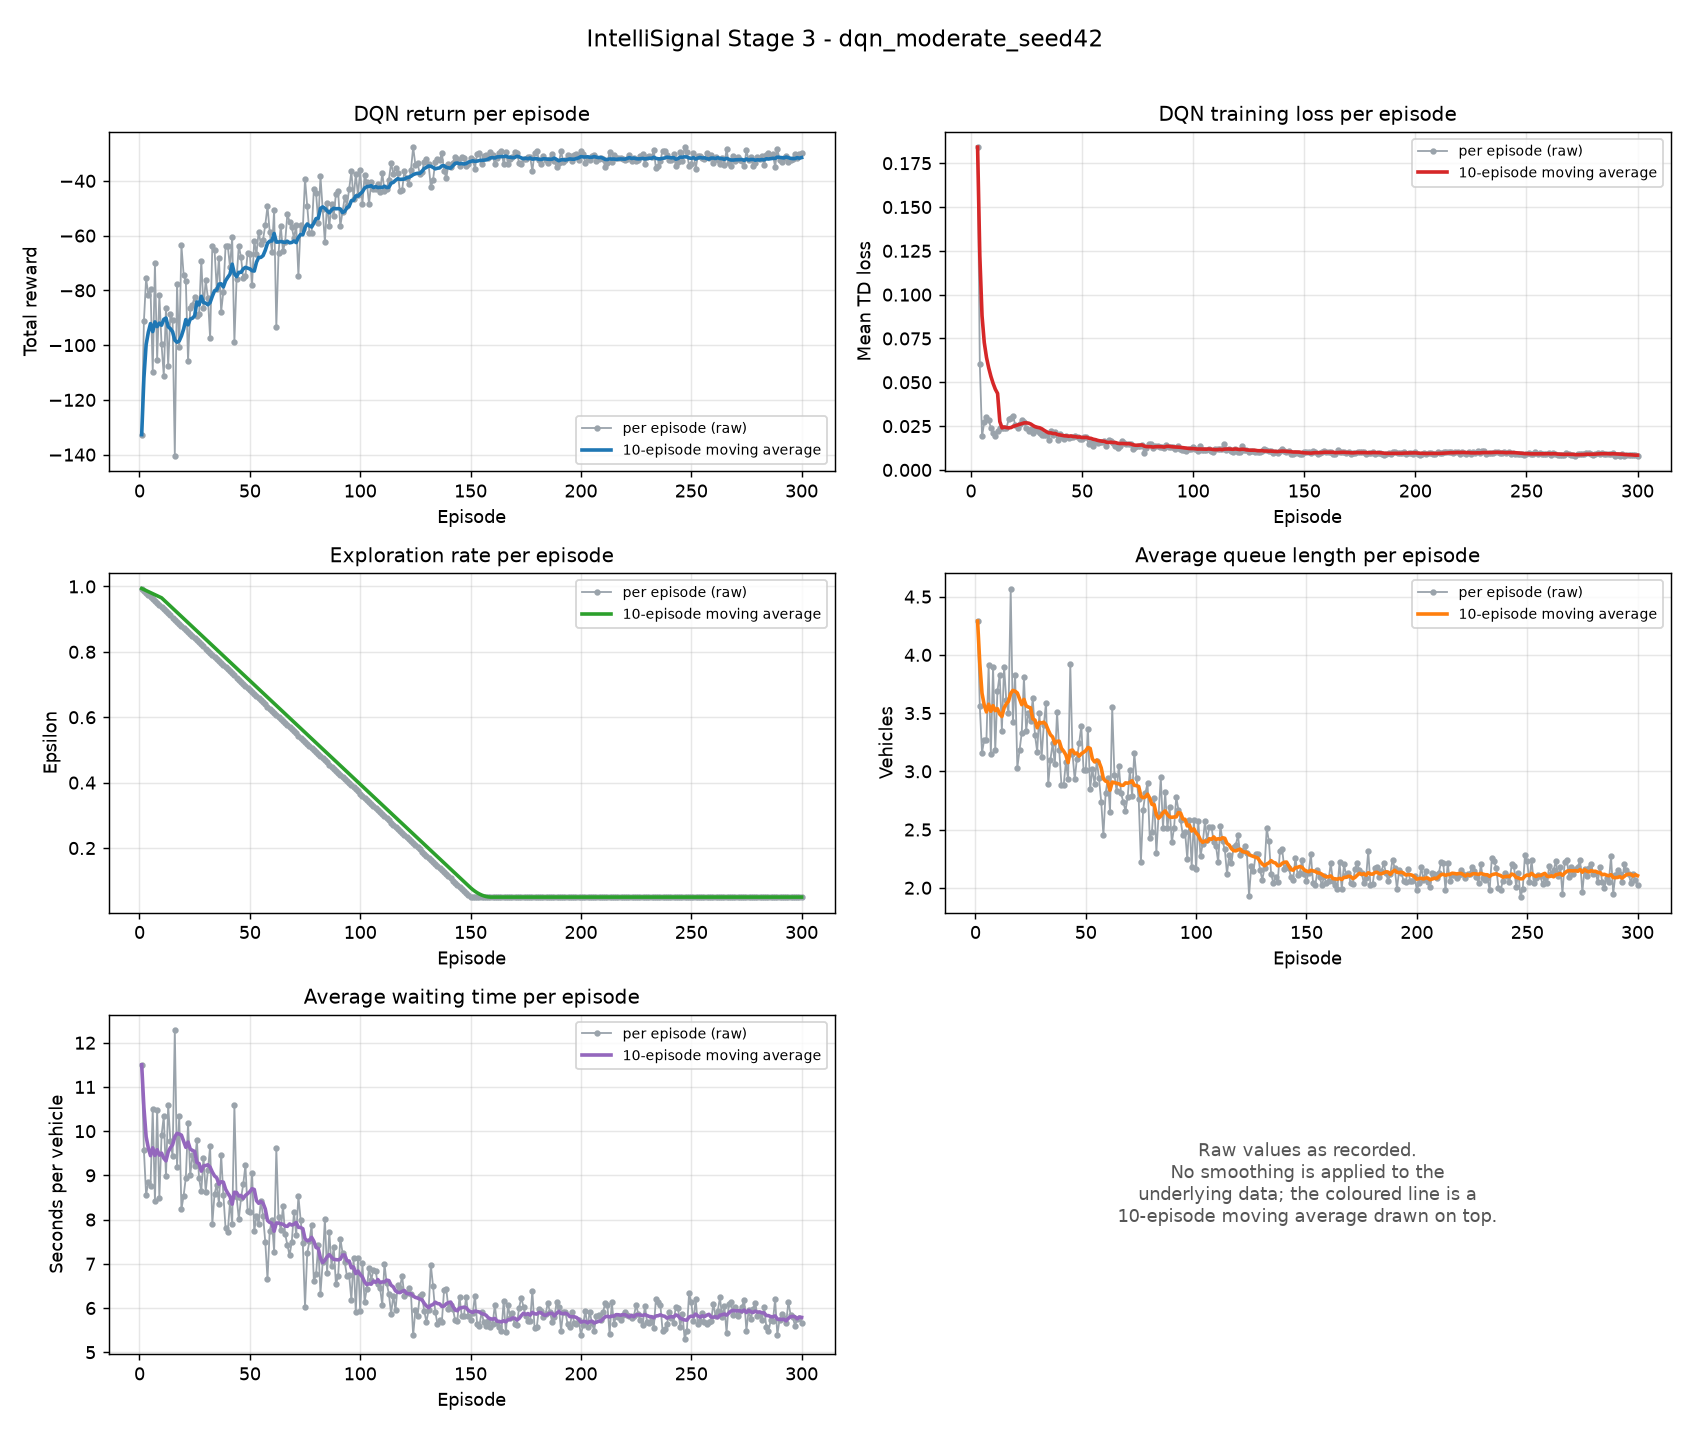 IntelliSignal Stage 3 - dqn_moderate_seed42
DQN return per episode
Total reward
−40
−60
−80
−100
−120
−140
0 50 100 150 200 250 300
Episode
per episode (raw)
10-episode moving average
DQN training loss per episode
Mean TD loss
0.175
0.150
0.125
0.100
0.075
0.050
0.025
0.000
0 50 100 150 200 250 300
Episode
per episode (raw)
10-episode moving average
Exploration rate per episode
Epsilon
1.0
0.8
0.6
0.4
0.2
0 50 100 150 200 250 300
Episode
per episode (raw)
10-episode moving average
Average queue length per episode
Vehicles
4.5
4.0
3.5
3.0
2.5
2.0
0 50 100 150 200 250 300
Episode
per episode (raw)
10-episode moving average
Average waiting time per episode
Seconds per vehicle
12
11
10
9
8
7
6
5
0 50 100 150 200 250 300
Episode
per episode (raw)
10-episode moving average
Raw values as recorded.
No smoothing is applied to the
underlying data; the coloured line is a
10-episode moving average drawn on top.